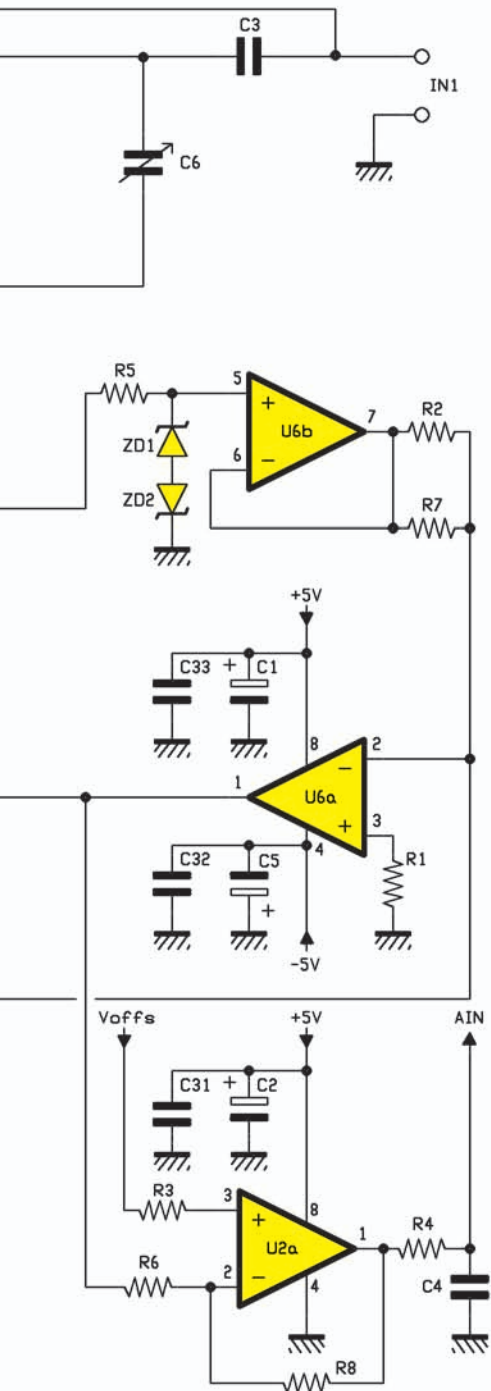 C3
IN1
C6
R5
5
+
U6b
7
R2
ZD1
6
−
ZD2
R7
+5V
C33
+
C1
8
2
−
1
U6a
3
+
C32
C5
4
R1
+
-5V
Voffs
+5V
AIN
C31
+
C2
R3
3
8
+
1
R4
U2a
R6
2
−
4
C4
R8